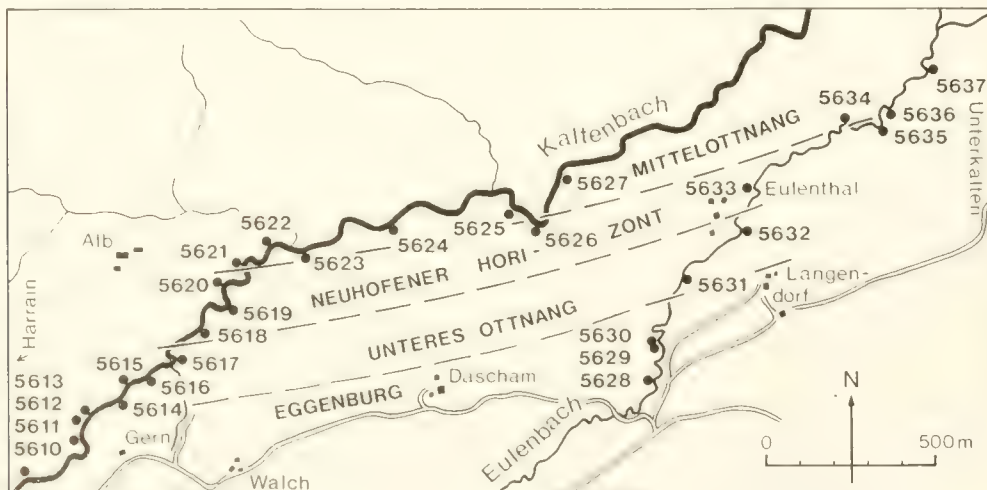 5637
5634
5636
5635
Unterkalten
Kaltenbach
MITTELOTTNANG
5627
5633
Eulenthal
5625
5626
5632
5622
5621
5624
5623
Alb
5620
NEUHOFENER HORI-
ZONT
5631
Langen-
dorf
5619
5618
Harrain
UNTERES OTTNANG
5630
5629
5628
5615
5617
5613
5616
5612
5614
5611
5610
EGGENBURG
Dascham
Gern
Walch
Eulenbach
N
0 500m